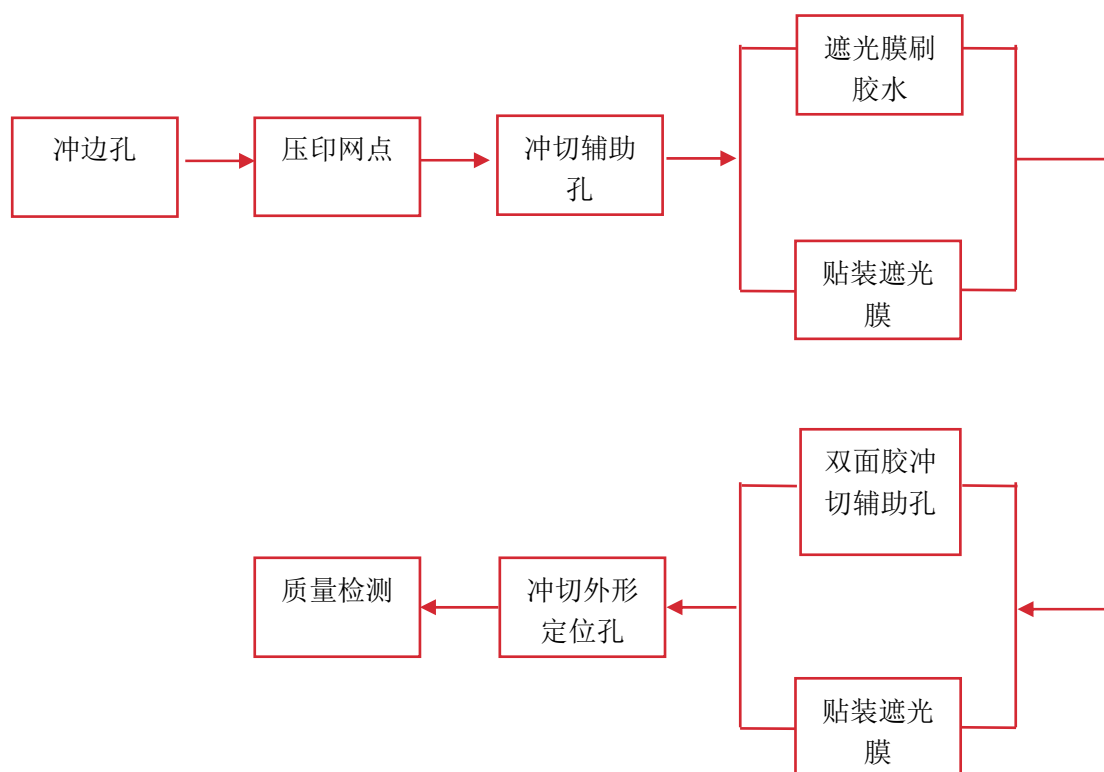 冲边孔
压印网点
冲切辅助
孔
遮光膜刷
胶水
贴装遮光
膜
双面胶冲
切辅助孔
贴装遮光
膜
冲切外形
定位孔
质量检测